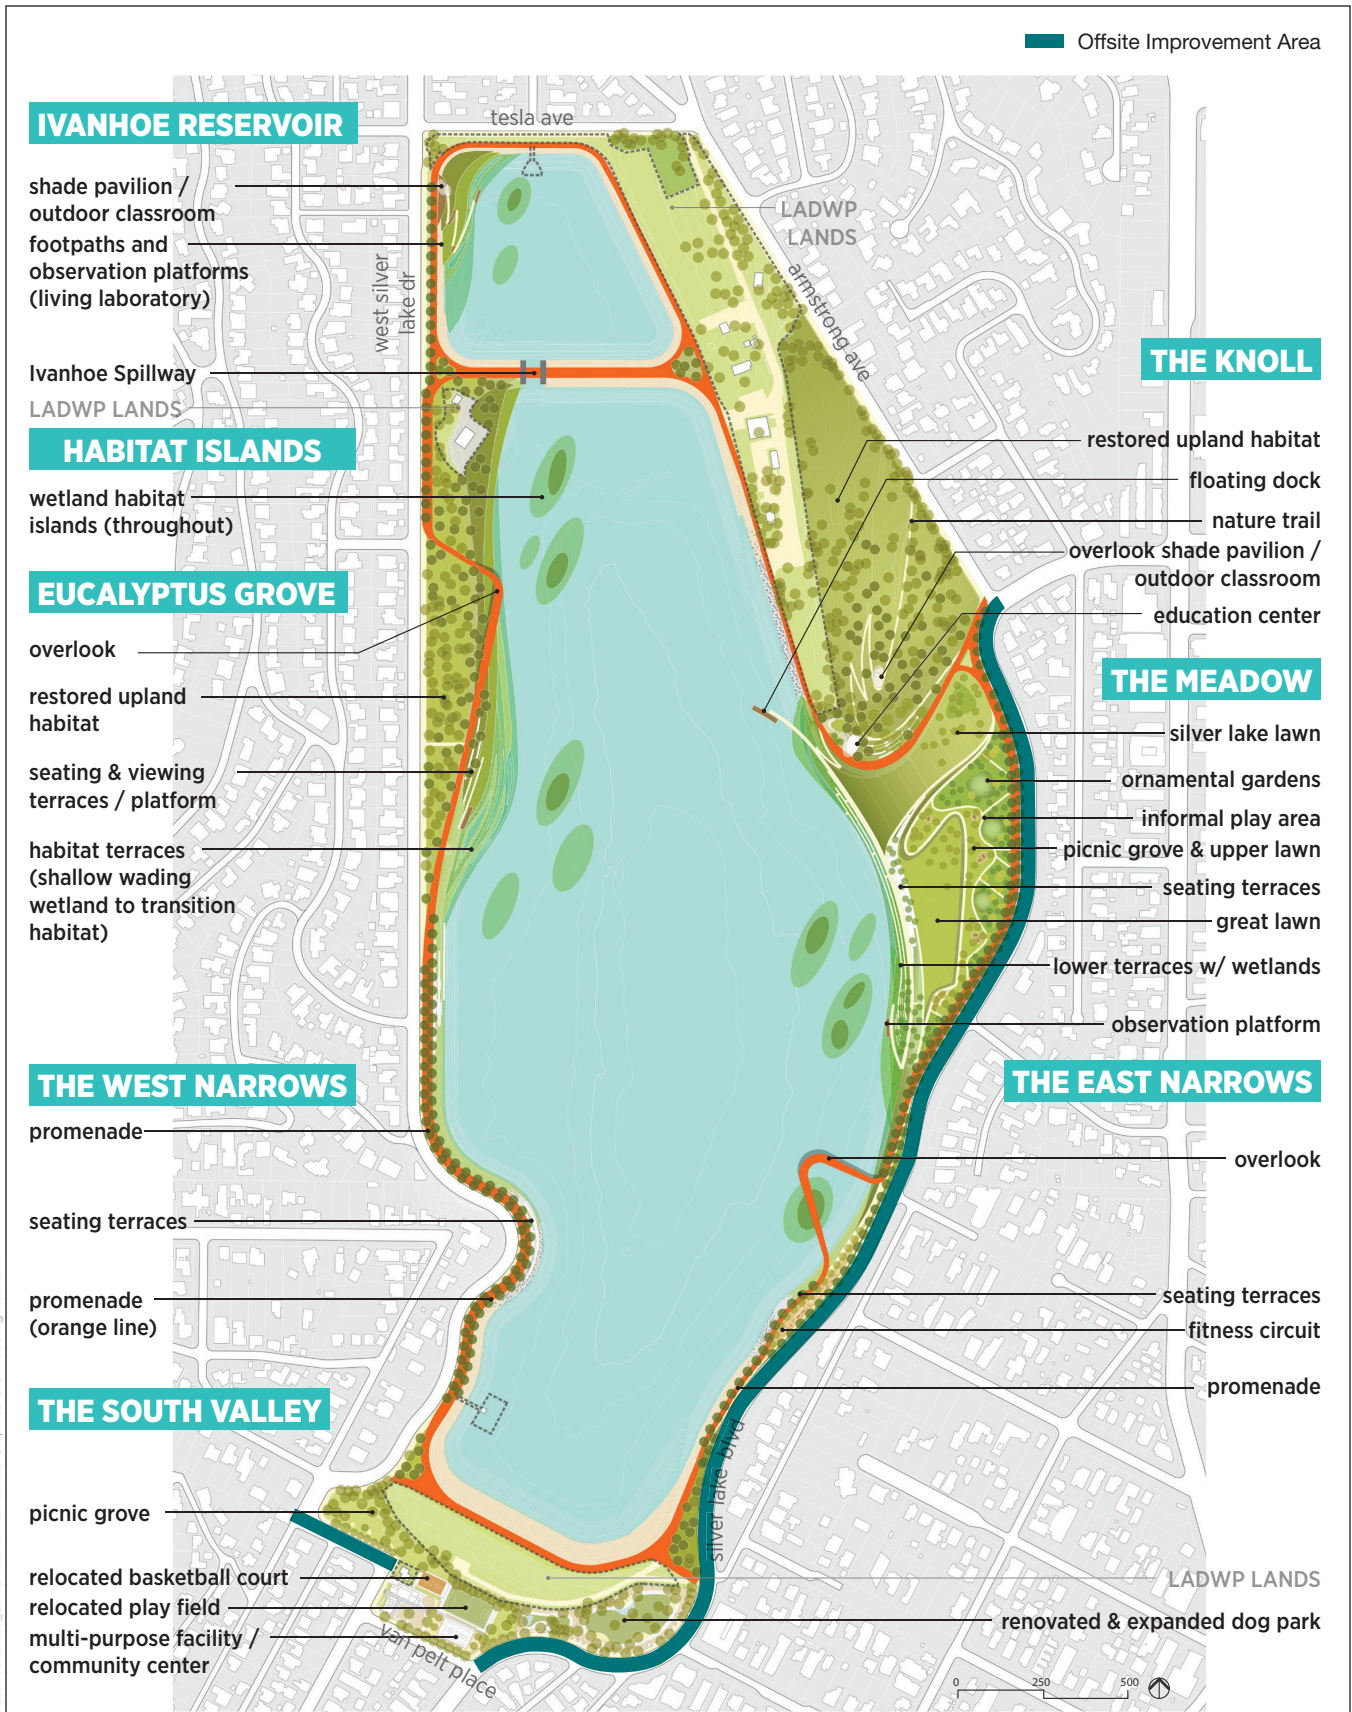 Offsite Improvement Area
tesla ave
IVANHOE RESERVOIR
shade pavilion /
outdoor classroom
footpaths and
observation platforms
(living laboratory)
west silver
lake dr
LADWP
LANDS
armstrong ave
Ivanhoe Spillway
LADWP LANDS
HABITAT ISLANDS
wetland habitat
islands (throughout)
EUCALYPTUS GROVE
overlook
restored upland
habitat
seating & viewing
terraces / platform
habitat terraces
(shallow wading
wetland to transition
habitat)
THE WEST NARROWS
promenade
seating terraces
promenade
(orange line)
THE SOUTH VALLEY
picnic grove
relocated basketball court
relocated play field
multi-purpose facility /
community center
van pelt place
THE KNOLL
restored upland habitat
floating dock
nature trail
overlook shade pavilion /
outdoor classroom
education center
THE MEADOW
silver lake lawn
ornamental gardens
informal play area
picnic grove & upper lawn
seating terraces
great lawn
lower terraces w/ wetlands
observation platform
THE EAST NARROWS
overlook
seating terraces
fitness circuit
promenade
silver lake blvd
LADWP LANDS
renovated & expanded dog park
0 250 500